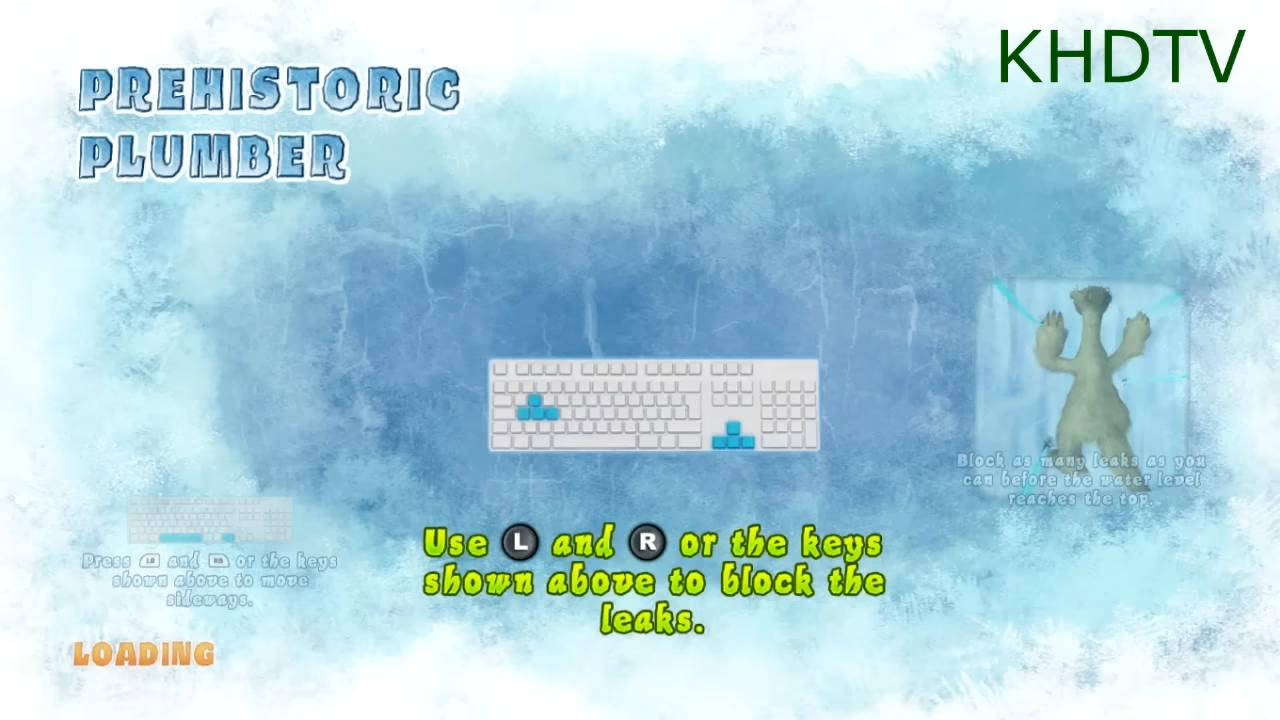 KHDTV
PREHISTORIC
PLUMBER
Block as many leaks as you
can before the water level
reaches the top.
Use L and R or the keys
shown above to block the
leaks.
Press LB and RB or the keys
shown above to move
sideways.
LOADING